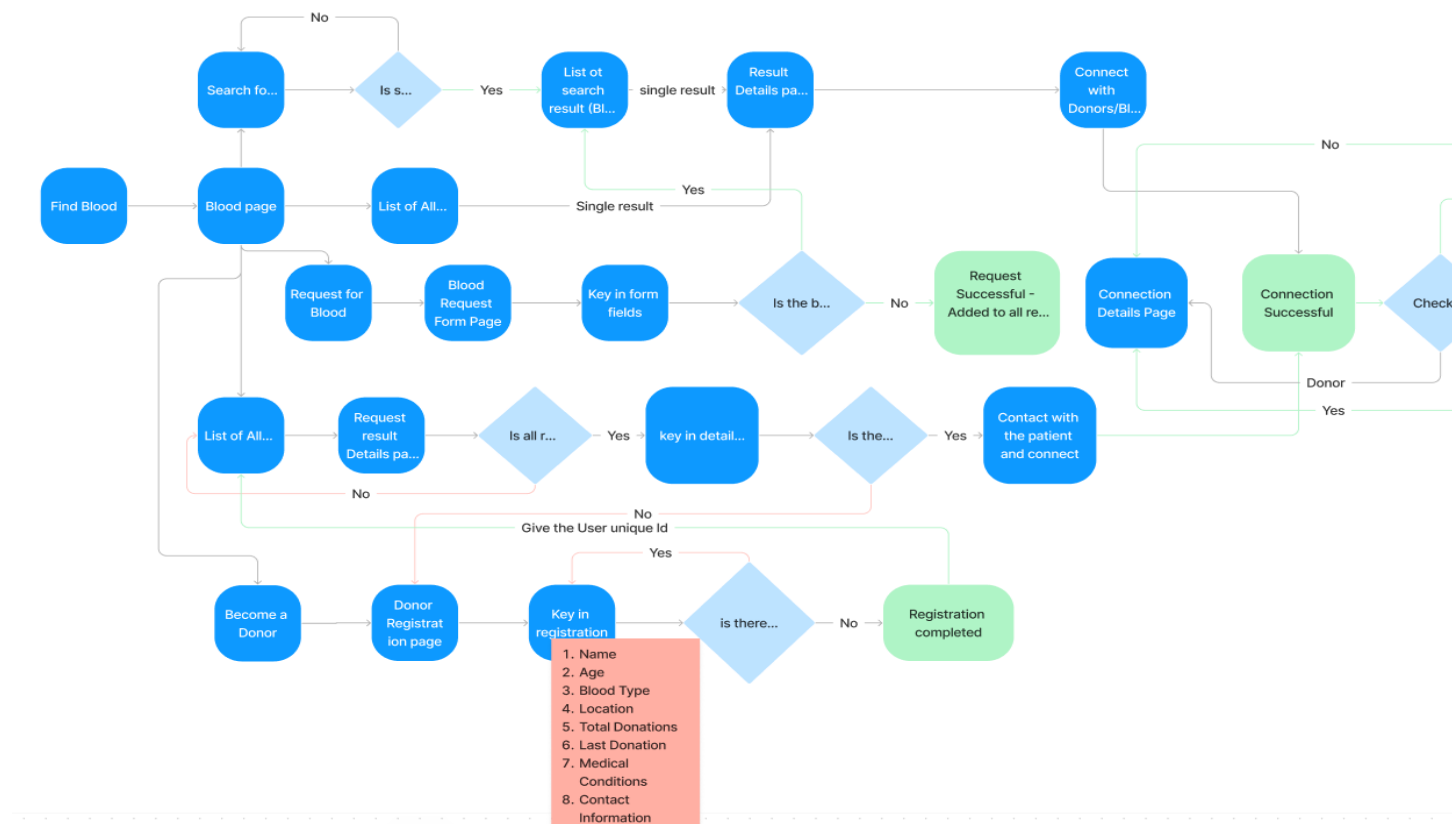 No
Search fo...
Is s...
Yes
List ot
search
result (Bl...
single result
Result
Details pa...
Connect
with
Donors/Bl...
No
Yes
Find Blood
Blood page
List of All...
Single result
Request for
Blood
Blood
Request
Form Page
Key in form
fields
Is the b...
No
Request
Successful -
Added to all re...
Connection
Details Page
Connection
Successful
Check
Donor
Yes
List of All...
Request
result
Details pa...
Is all r...
Yes
key in detail...
Is the...
Yes
Contact with
the patient
and connect
No
No
Give the User unique Id
Yes
Become a
Donor
Donor
Registrat
ion page
Key in
registration
is there...
No
Registration
completed
1. Name
2. Age
3. Blood Type
4. Location
5. Total Donations
6. Last Donation
7. Medical
Conditions
8. Contact
Information